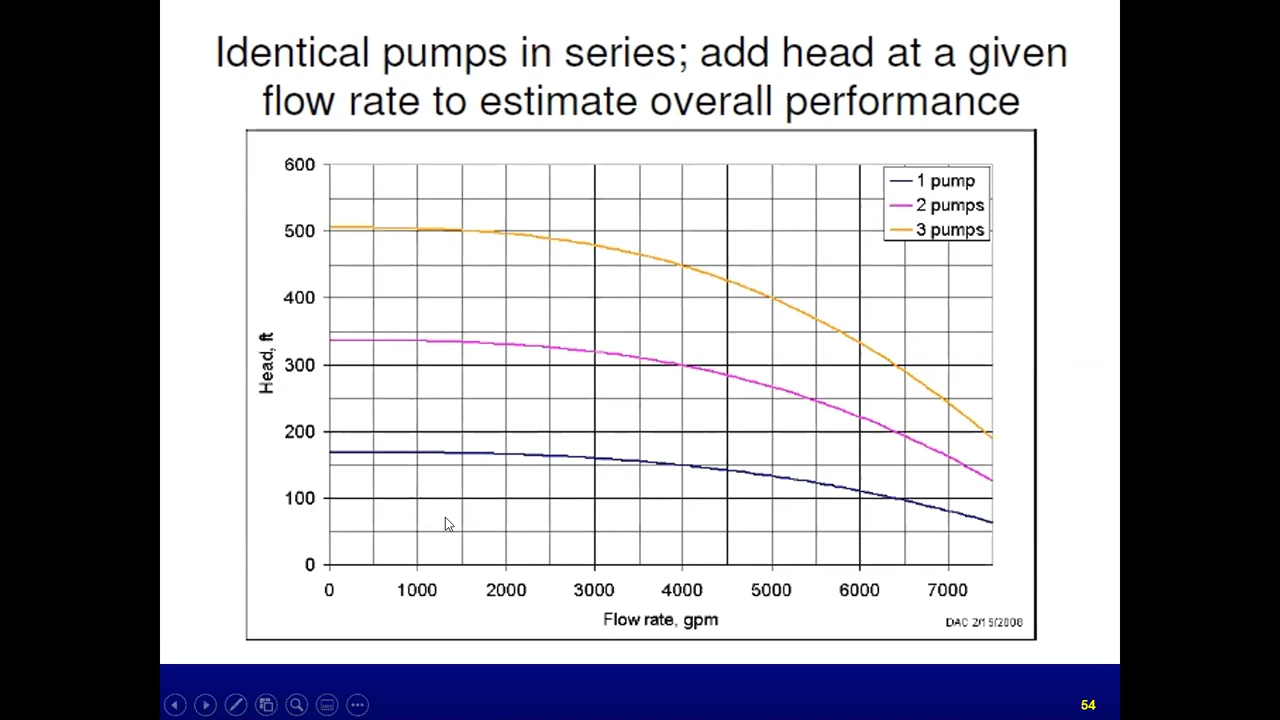 Identical pumps in series; add head at a given
flow rate to estimate overall performance
600
500
400
300
200
100
0
Head, ft
1 pump
2 pumps
3 pumps
0 1000 2000 3000 4000 5000 6000 7000
Flow rate, gpm
DAC 2/15/2008
54